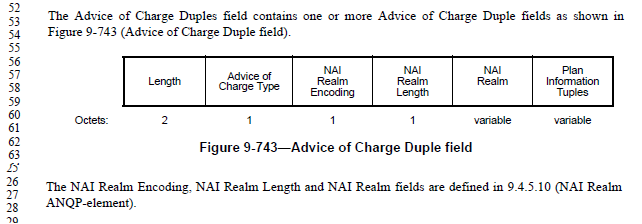 52
53 The Advice of Charge Duples field contains one or more Advice of Charge Duple fields as shown in
54 Figure 9-743 (Advice of Charge Duple field).
55
56
57
58
59
60
61
62
63
Length
Advice of
Charge Type
NAI
Realm
Encoding
NAI
Realm
Length
NAI
Realm
Plan
Information
Tuples
Octets: 2 1 1 1 variable variable
Figure 9-743—Advice of Charge Duple field
26 The NAI Realm Encoding, NAI Realm Length and NAI Realm fields are defined in 9.4.5.10 (NAI Realm
27 ANQP-element).
28